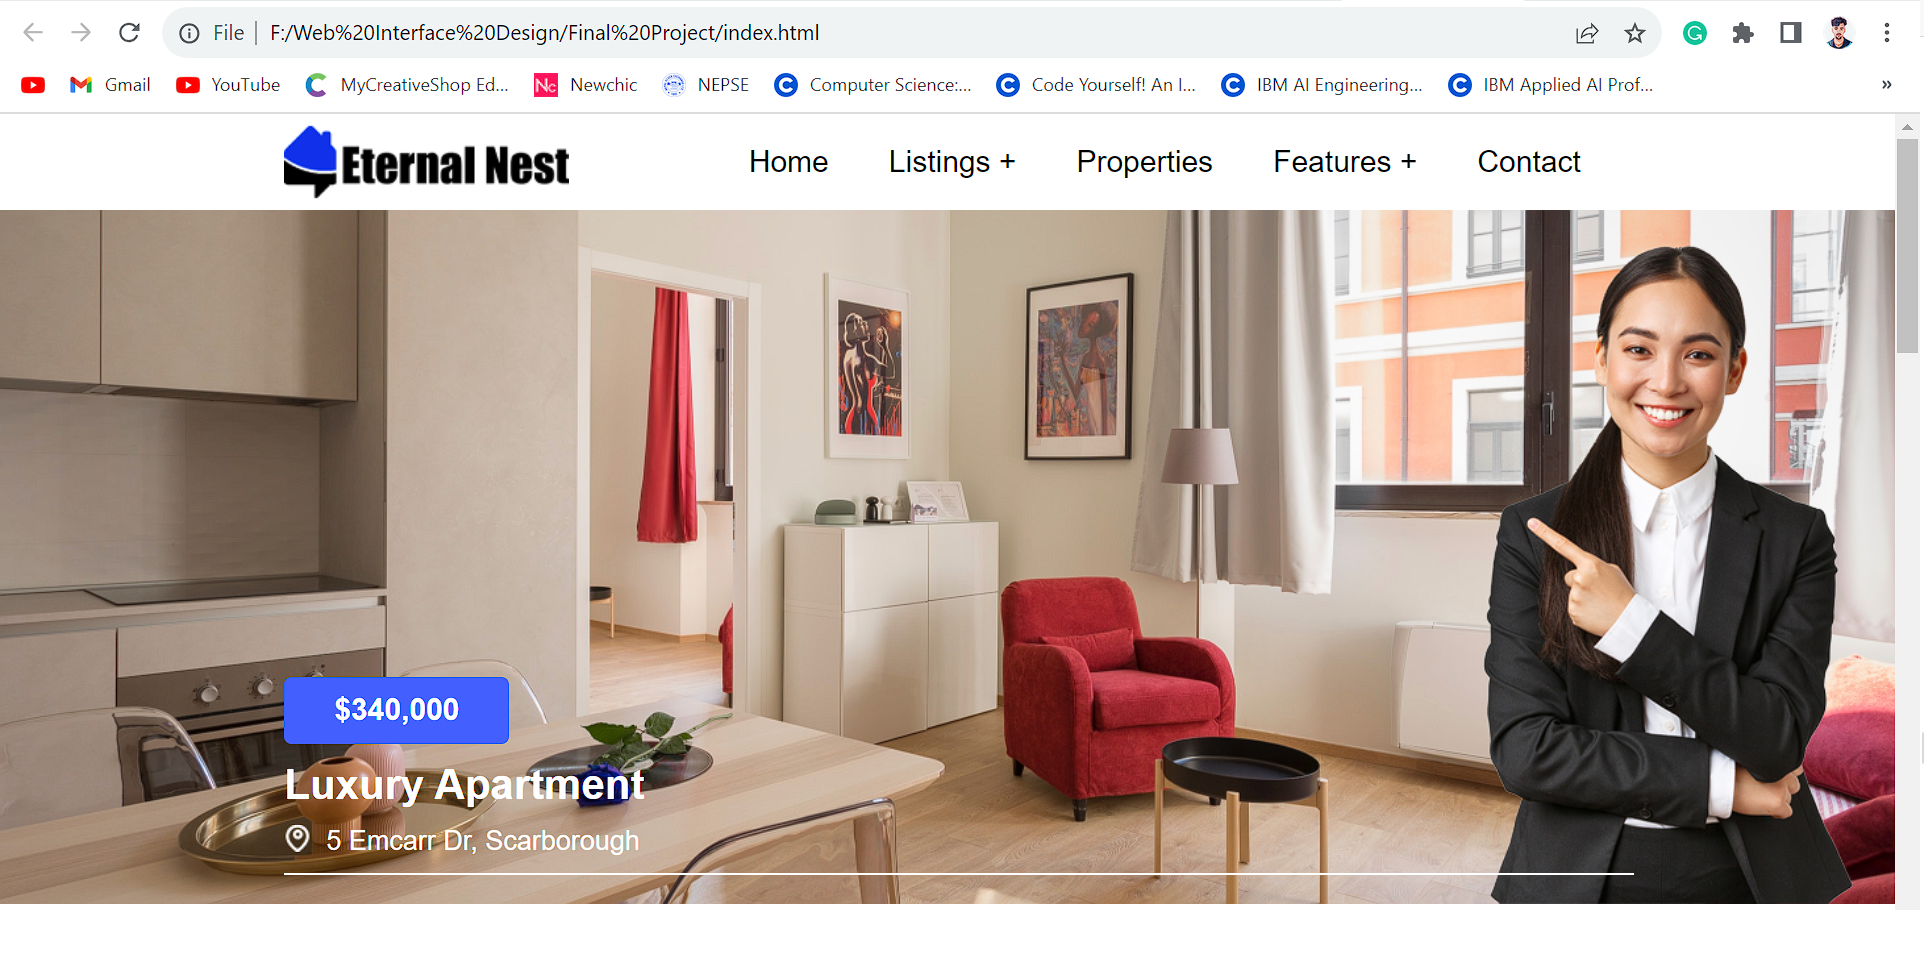 File F:/Web%20Interface%20Design/Final%20Project/index.html
Gmail YouTube MyCreativeShop Ed... Newchic NEPSE Computer Science:... Code Yourself! An I... IBM AI Engineering... IBM Applied AI Prof... »
Eternal Nest Home Listings + Properties Features + Contact
$340,000
Luxury Apartment
5 Emcarr Dr, Scarborough